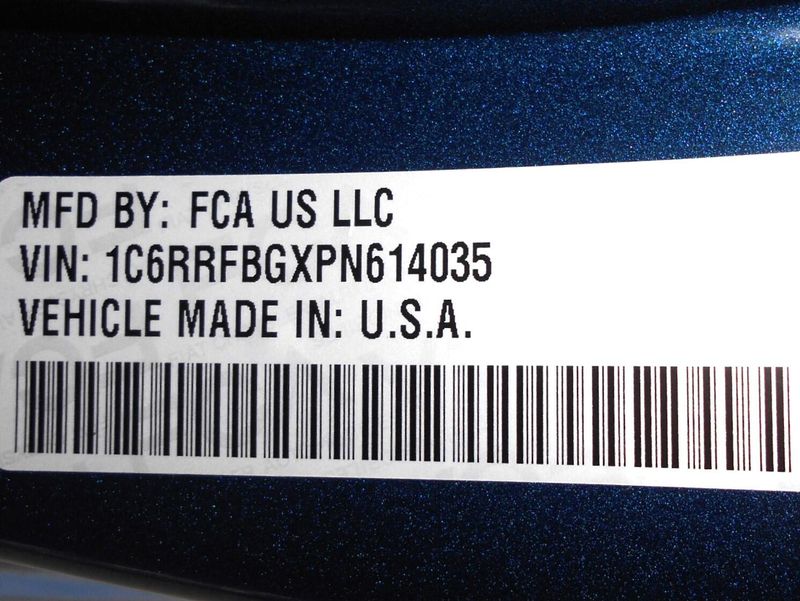 MFD BY: FCA US LLC
VIN: 1C6RRFBGXPN614035
VEHICLE MADE IN: U.S.A.